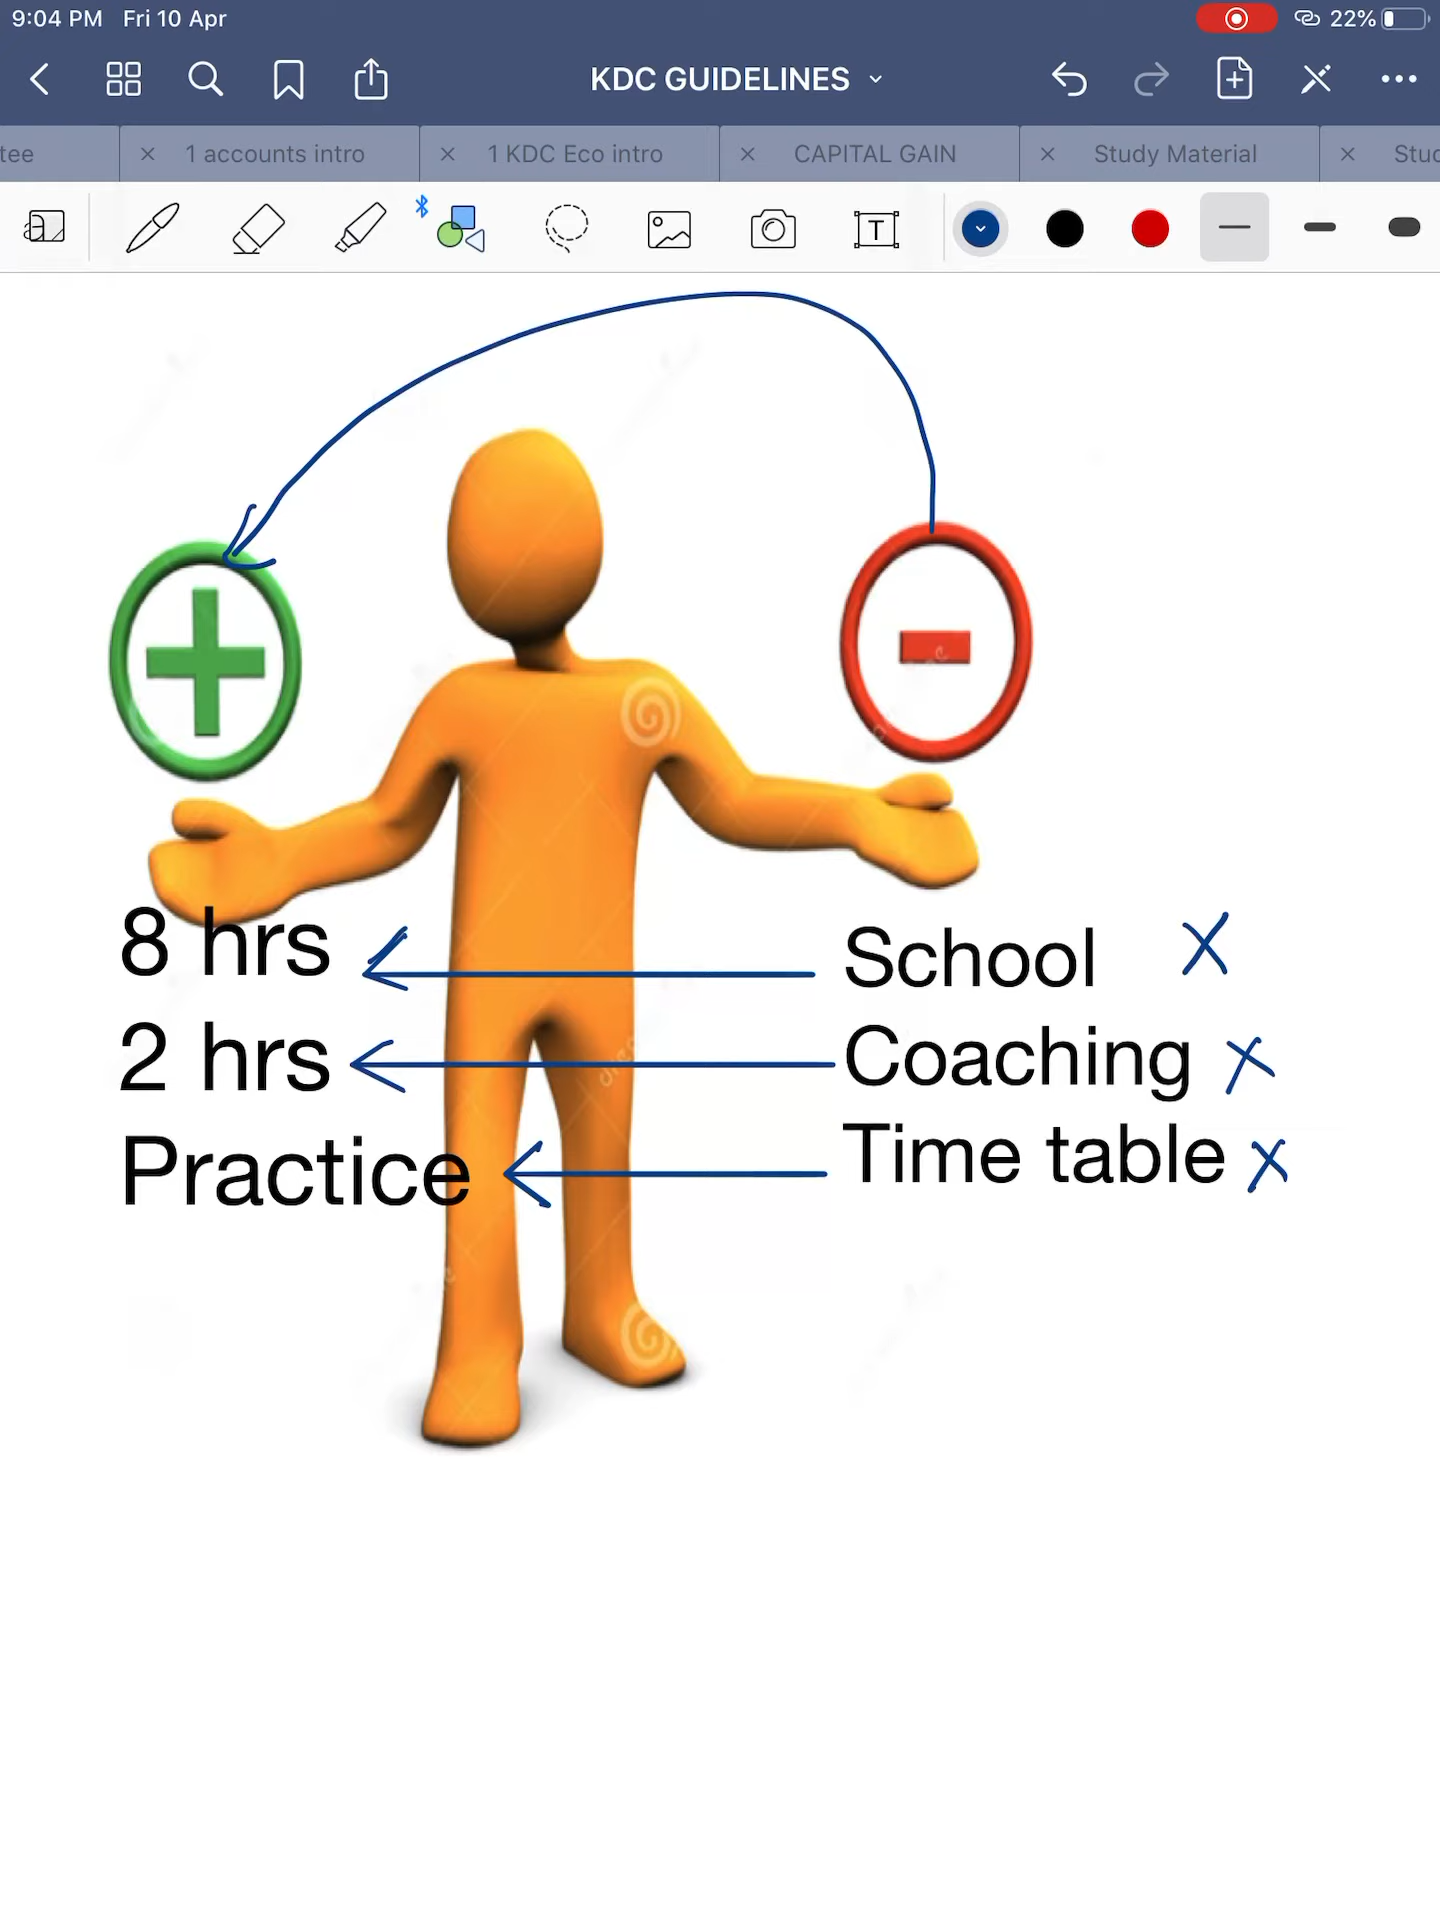 9:04 PM Fri 10 Apr
22%
KDC GUIDELINES
tee
1 accounts intro
1 KDC Eco intro
CAPITAL GAIN
Study Material
Stud
T
8 hrs
School X
2 hrs
Coaching X
Practice
Time table X